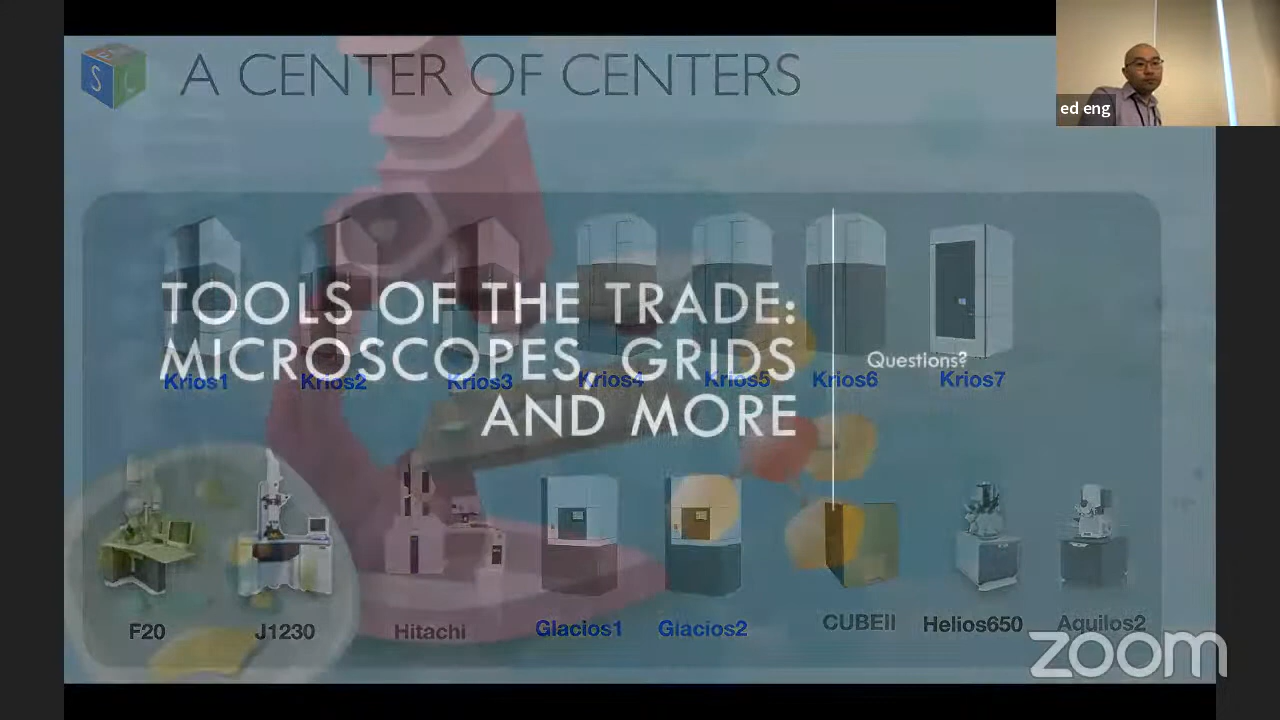 S C
A CENTER OF CENTERS
ed eng
TOOLS OF THE TRADE:
MICROSCOPES, GRIDS
AND MORE
Questions?
Krios1 Krios2 Krios3 Krios4 Krios5 Krios6 Krios7
F20 J1230 Hitachi Glacios1 Glacios2 CUBEII Helios650 Aquilos2
zoom